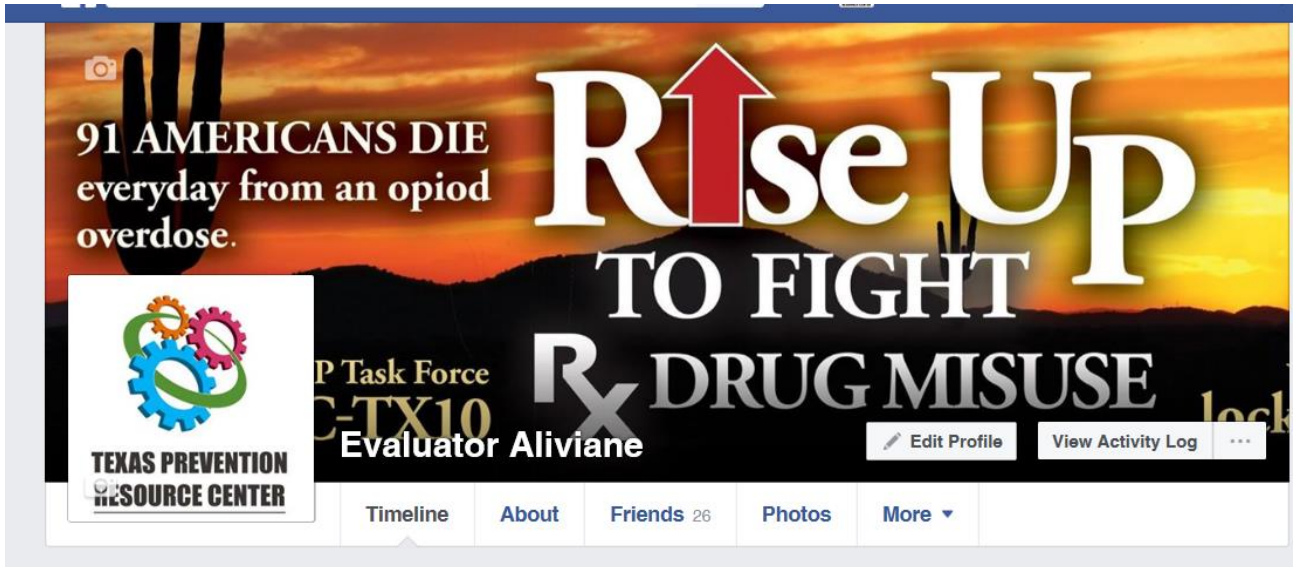 91 AMERICANS DIE
everyday from an opiod
overdose.
RIse Up
TO FIGHT
Rx DRUG MISUSE
P Task Force
C-TX10
lock
TEXAS PREVENTION
RESOURCE CENTER
Evaluator Aliviane
Edit Profile
View Activity Log
...
Timeline
About
Friends 26
Photos
More